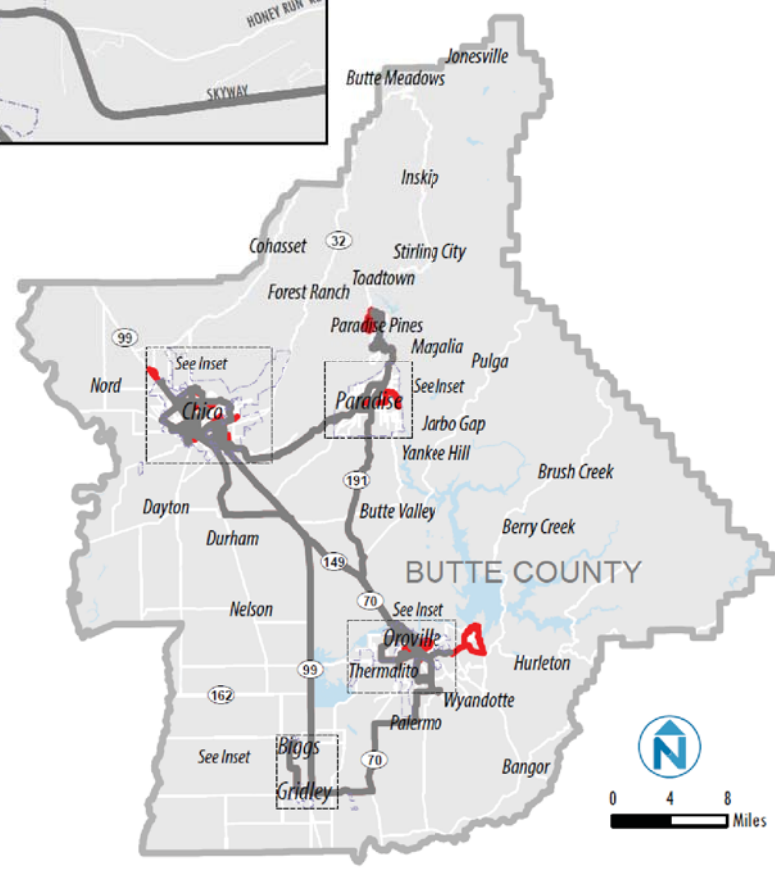 HONEY RUN
SKYWAY
Jonesville
Butte Meadows
Inskip
Cohasset
32
Stirling City
Toadtown
Forest Ranch
Paradise Pines
99
Magalia
See Inset
Pulga
Nord
See Inset
Paradise
Chico
Jarbo Gap
Yankee Hill
Brush Creek
191
Dayton
Butte Valley
Berry Creek
Durham
149
BUTTE COUNTY
70
Nelson
See Inset
Oroville
Hurleton
99
Thermalito
162
Wyandotte
Palermo
Biggs
See Inset
70
Bangor
Gridley
N
0 4 8
Miles